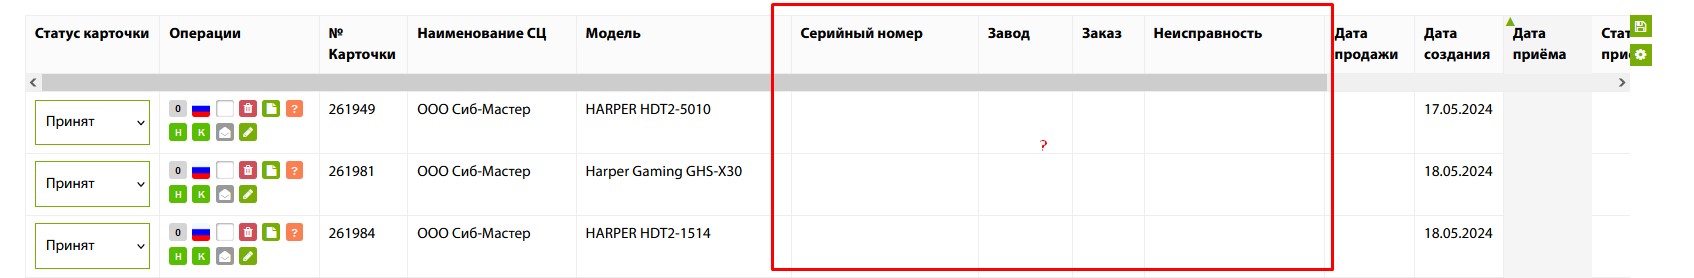 Статус карточки Операции № Карточки Наименование СЦ Модель Серийный номер Завод Заказ Неисправность Дата продажи Дата создания Дата приёма
Принят 0 ? Н К 261949 ООО Сиб-Мастер HARPER HDT2-5010 17.05.2024
?
Принят 0 ? Н К 261981 ООО Сиб-Мастер Harper Gaming GHS-X30 18.05.2024
Принят 0 ? Н К 261984 ООО Сиб-Мастер HARPER HDT2-1514 18.05.2024